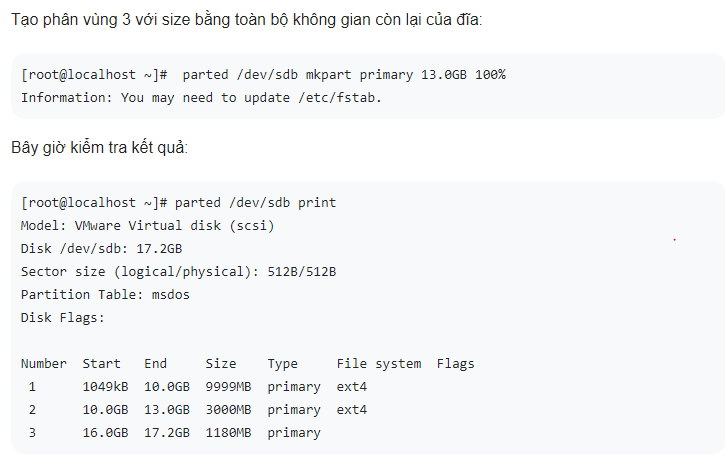 Tạo phân vùng 3 với size bằng toàn bộ không gian còn lại của đĩa:
[root@localhost ~]#  parted /dev/sdb mkpart primary 13.0GB 100%
Information: You may need to update /etc/fstab.
Bây giờ kiểm tra kết quả:
[root@localhost ~]# parted /dev/sdb print
Model: VMware Virtual disk (scsi)
Disk /dev/sdb: 17.2GB
Sector size (logical/physical): 512B/512B
Partition Table: msdos
Disk Flags:
Number  Start   End     Size    Type     File system  Flags
 1      1049kB  10.0GB  9999MB  primary  ext4
 2      10.0GB  13.0GB  3000MB  primary  ext4
 3      16.0GB  17.2GB  1180MB  primary